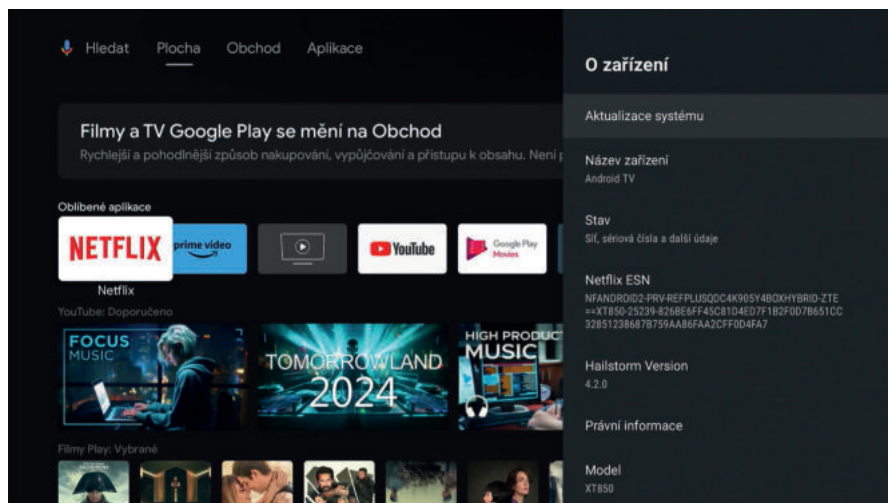 Hledat Plocha Obchod Aplikace
Filmy a TV Google Play se mění na Obchod
Rychlejší a pohodlnější způsob nakupování, vypůjčování a přístupu k obsahu. Není
Oblíbené aplikace
NETFLIX
prime video
YouTube
Google Play
Movies
Netflix
YouTube: Doporučeno
FOCUS
MUSIC
TOMORROWLAND
2024
HIGH PRODUC
MUSIC
Filmy Play: Vybrané
O zařízení
Aktualizace systému
Název zařízení
Android TV
Stav
Síť, sériová čísla a další údaje
Netflix ESN
NFANDROID2-PRV-REFPLUSQDC4K905Y4BOXHYBRID-ZTE
==XT850-25239-826BE6FF45C81D4ED7F1B2F0D7B651CC
32851238687B759AA86FAA2CFF0D4FA7
Hailstorm Version
4.2.0
Právní informace
Model
XT850